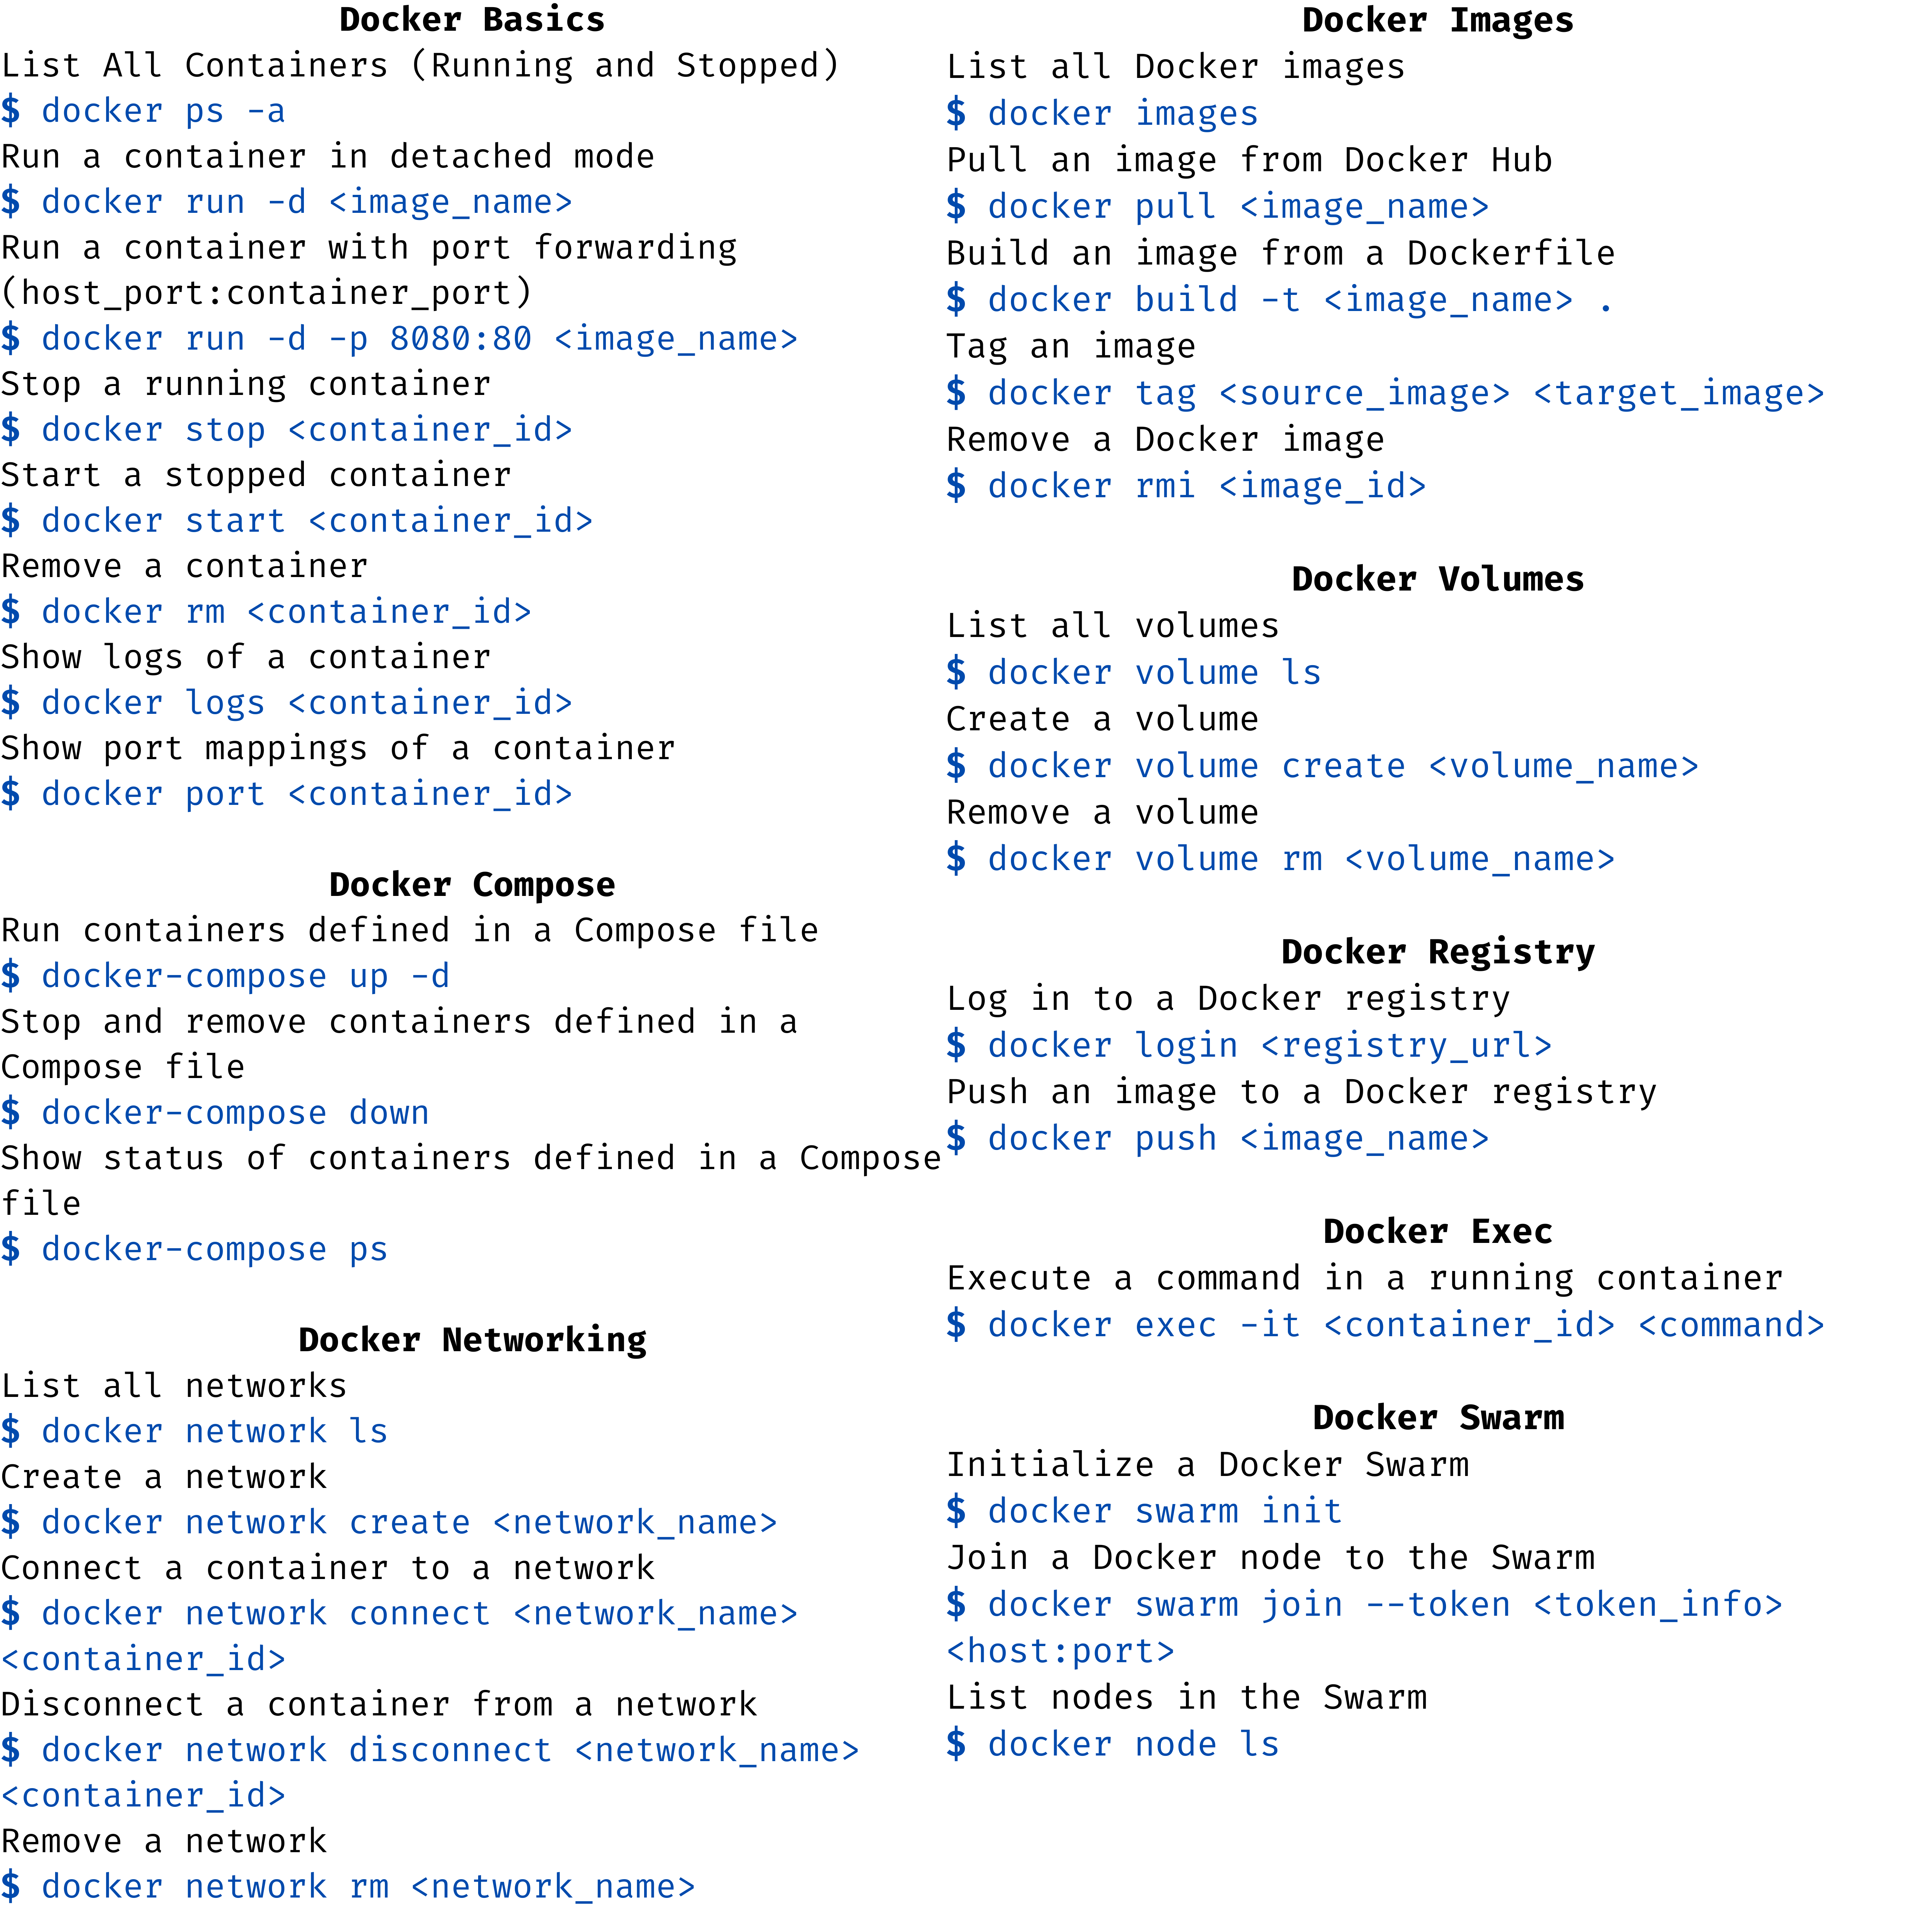 Docker Basics
List All Containers (Running and Stopped)
$ docker ps -a
Run a container in detached mode
$ docker run -d <image_name>
Run a container with port forwarding
(host_port:container_port)
$ docker run -d -p 8080:80 <image_name>
Stop a running container
$ docker stop <container_id>
Start a stopped container
$ docker start <container_id>
Remove a container
$ docker rm <container_id>
Show logs of a container
$ docker logs <container_id>
Show port mappings of a container
$ docker port <container_id>
Docker Compose
Run containers defined in a Compose file
$ docker-compose up -d
Stop and remove containers defined in a
Compose file
$ docker-compose down
Show status of containers defined in a Compose
file
$ docker-compose ps
Docker Networking
List all networks
$ docker network ls
Create a network
$ docker network create <network_name>
Connect a container to a network
$ docker network connect <network_name>
<container_id>
Disconnect a container from a network
$ docker network disconnect <network_name>
<container_id>
Remove a network
$ docker network rm <network_name>
Docker Images
List all Docker images
$ docker images
Pull an image from Docker Hub
$ docker pull <image_name>
Build an image from a Dockerfile
$ docker build -t <image_name> .
Tag an image
$ docker tag <source_image> <target_image>
Remove a Docker image
$ docker rmi <image_id>
Docker Volumes
List all volumes
$ docker volume ls
Create a volume
$ docker volume create <volume_name>
Remove a volume
$ docker volume rm <volume_name>
Docker Registry
Log in to a Docker registry
$ docker login <registry_url>
Push an image to a Docker registry
$ docker push <image_name>
Docker Exec
Execute a command in a running container
$ docker exec -it <container_id> <command>
Docker Swarm
Initialize a Docker Swarm
$ docker swarm init
Join a Docker node to the Swarm
$ docker swarm join --token <token_info>
<host:port>
List nodes in the Swarm
$ docker node ls